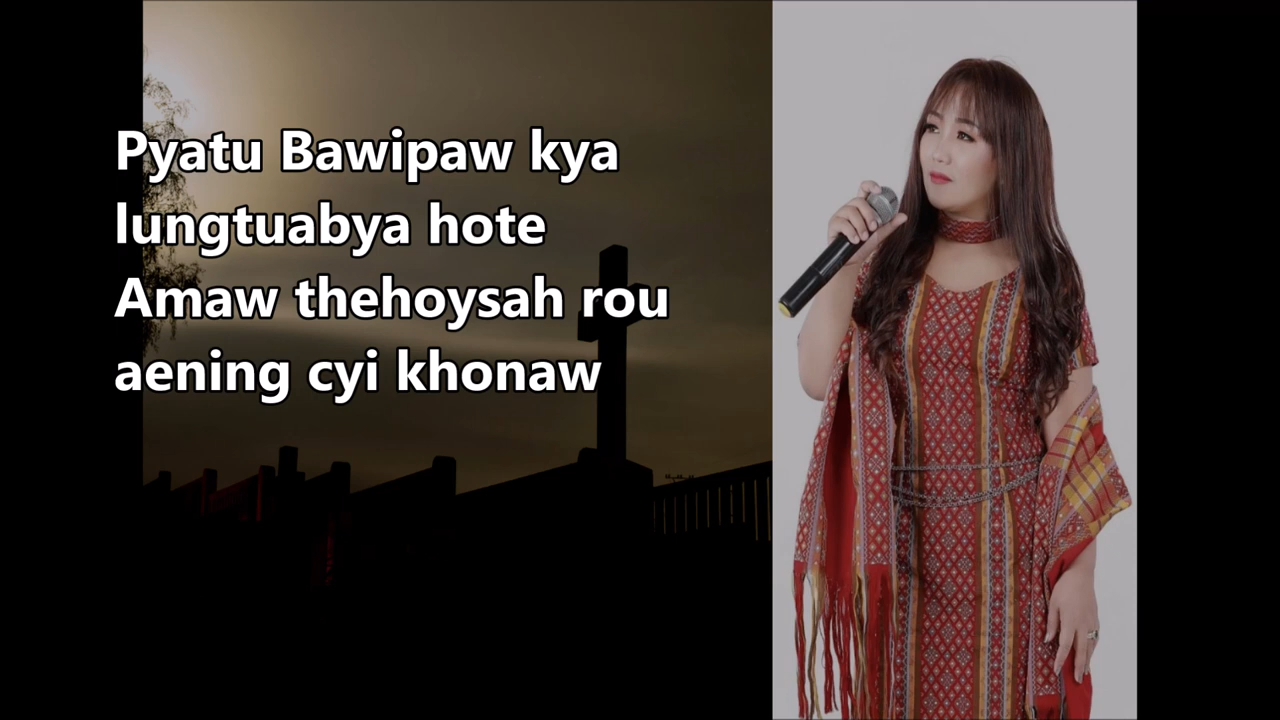 Pyatu Bawipaw kya
lungtuabya hote
Amaw thehoysah rou
aening cyi khonaw